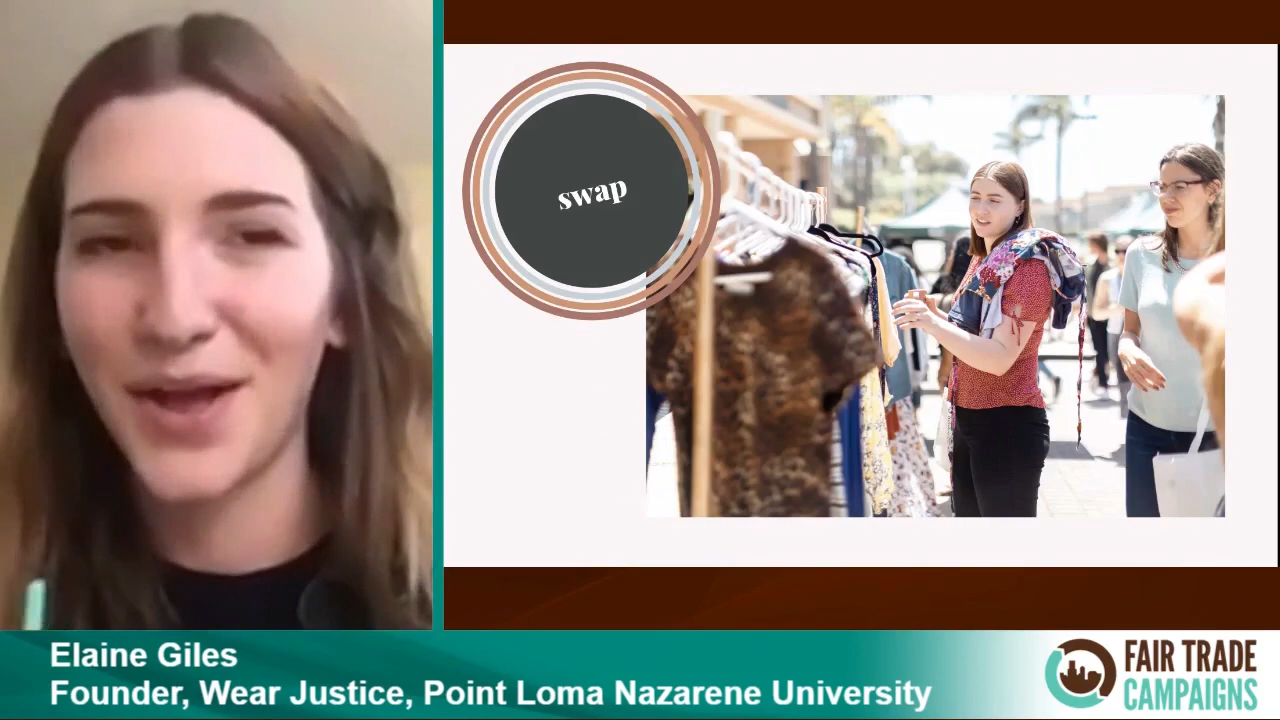 swap
Elaine Giles
Founder, Wear Justice, Point Loma Nazarene University
FAIR TRADE
CAMPAIGNS